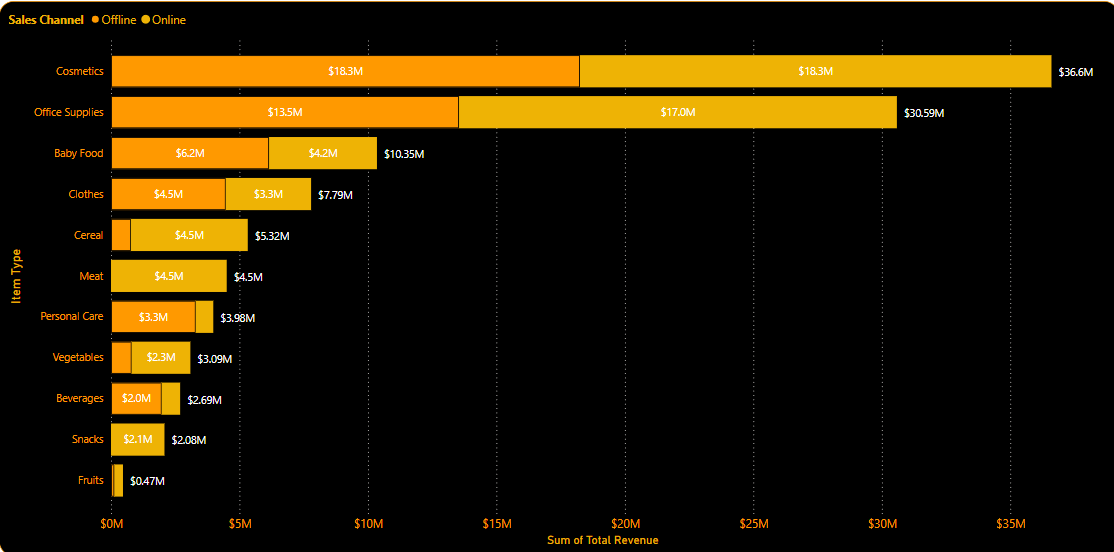 Sales Channel Offline Online
Cosmetics $18.3M $18.3M $36.6M
Office Supplies $13.5M $17.0M $30.59M
Baby Food $6.2M $4.2M $10.35M
Clothes $4.5M $3.3M $7.79M
Cereal $4.5M $5.32M
Meat $4.5M $4.5M
Personal Care $3.3M $3.98M
Vegetables $2.3M $3.09M
Beverages $2.0M $2.69M
Snacks $2.1M $2.08M
Fruits $0.47M
Item Type
$0M $5M $10M $15M $20M $25M $30M $35M
Sum of Total Revenue